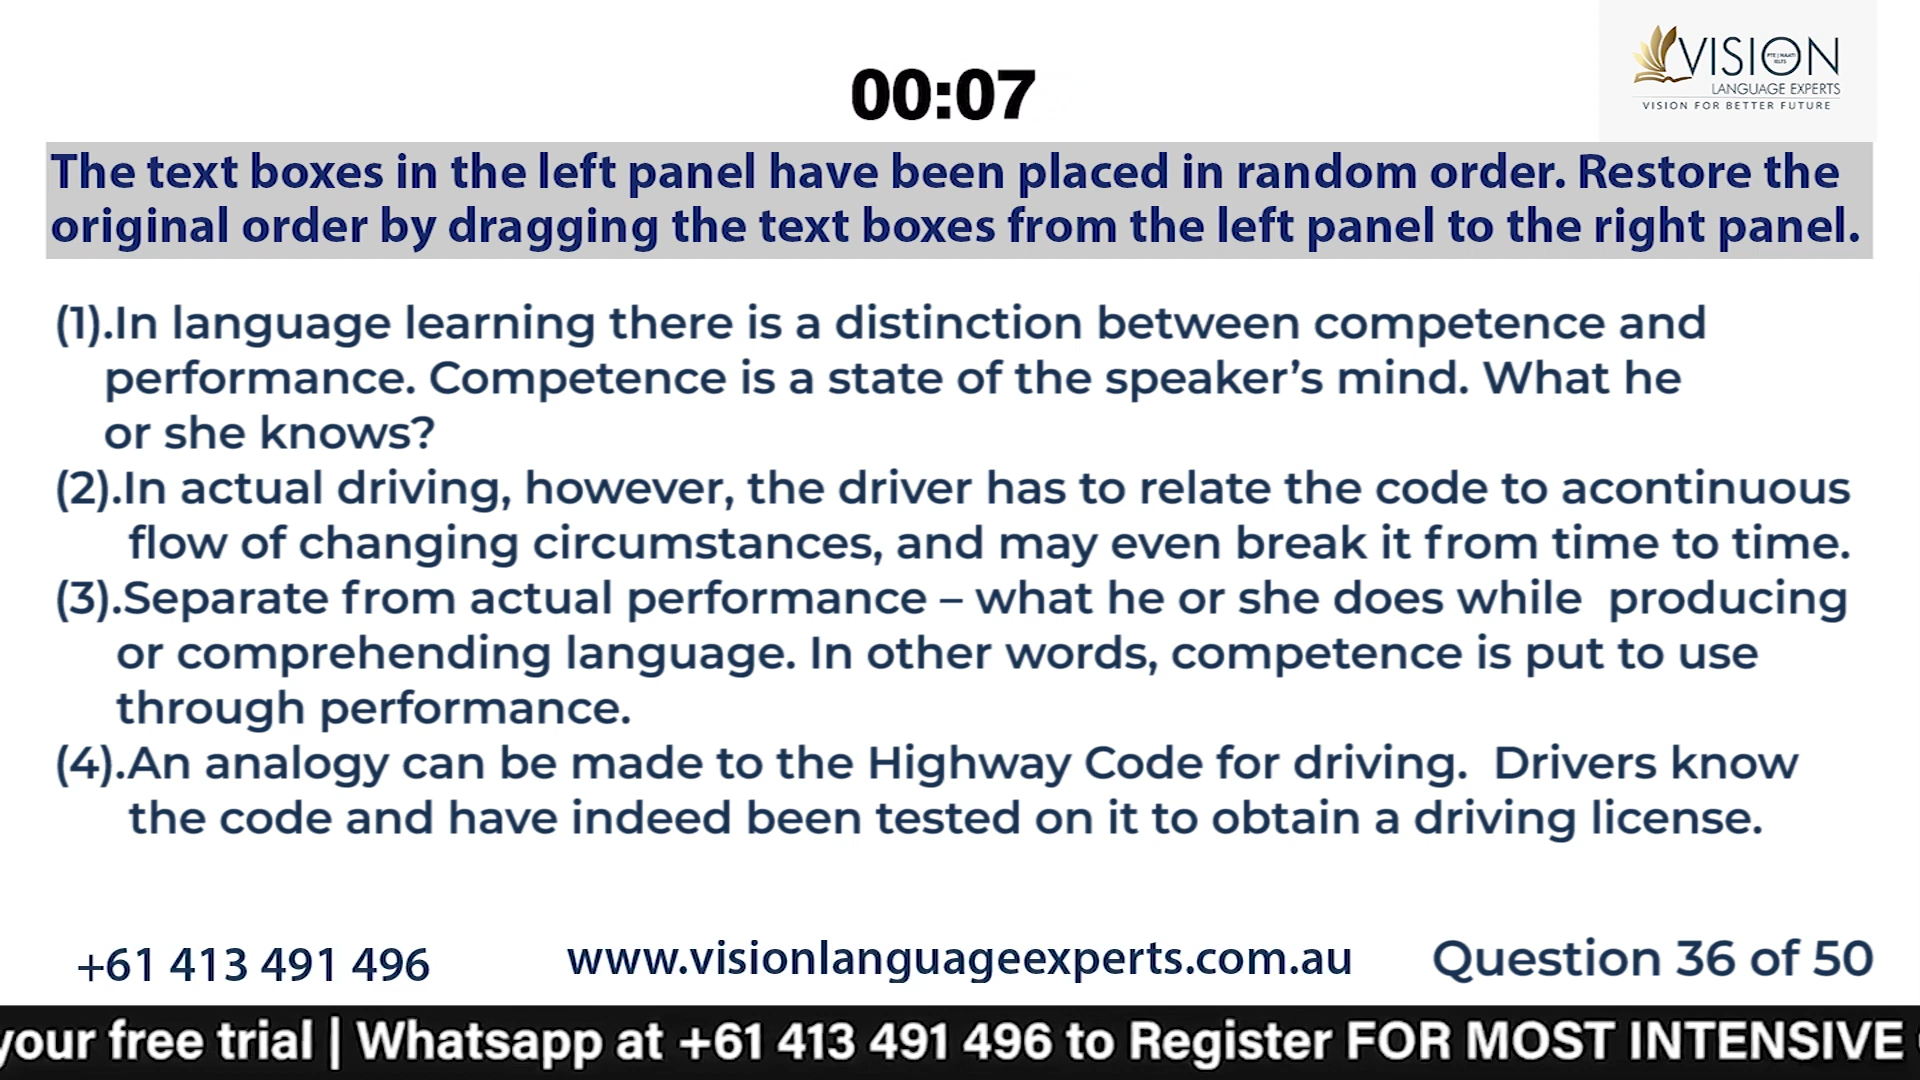 VISION
PTE | NAATI
IELTS
LANGUAGE EXPERTS
VISION FOR BETTER FUTURE
00:07
The text boxes in the left panel have been placed in random order. Restore the
original order by dragging the text boxes from the left panel to the right panel.
(1).In language learning there is a distinction between competence and
performance. Competence is a state of the speaker’s mind. What he
or she knows?
(2).In actual driving, however, the driver has to relate the code to acontinuous
flow of changing circumstances, and may even break it from time to time.
(3).Separate from actual performance – what he or she does while producing
or comprehending language. In other words, competence is put to use
through performance.
(4).An analogy can be made to the Highway Code for driving. Drivers know
the code and have indeed been tested on it to obtain a driving license.
+61 413 491 496 www.visionlanguageexperts.com.au Question 36 of 50
your free trial | Whatsapp at +61 413 491 496 to Register FOR MOST INTENSIVE